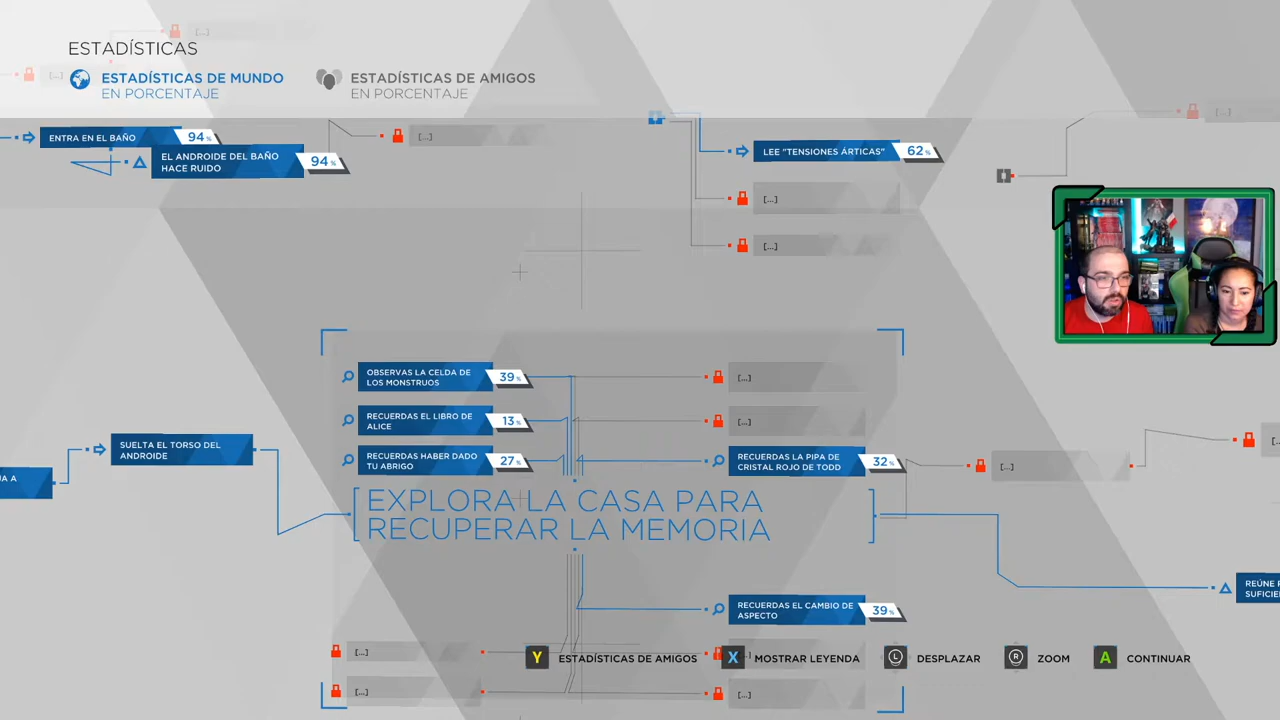 ESTADÍSTICAS
[...]
[...]
ESTADÍSTICAS DE MUNDO
EN PORCENTAJE
ESTADÍSTICAS DE AMIGOS
EN PORCENTAJE
[...]
ENTRA EN EL BAÑO 94%
[...]
EL ANDROIDE DEL BAÑO
HACE RUIDO
94%
LEE "TENSIONES ÁRTICAS" 62%
[...]
[...]
OBSERVAS LA CELDA DE
LOS MONSTRUOS
39%
[...]
RECUERDAS EL LIBRO DE
ALICE
13%
[...]
RECUERDAS HABER DADO
TU ABRIGO
27%
RECUERDAS LA PIPA DE
CRISTAL ROJO DE TODD
32%
[...]
SUELTA EL TORSO DEL
ANDROIDE
EXPLORA LA CASA PARA
RECUPERAR LA MEMORIA
RECUERDAS EL CAMBIO DE
ASPECTO
39%
[...]
[...]
[...]
Y ESTADÍSTICAS DE AMIGOS
X MOSTRAR LEYENDA
L DESPLAZAR
R ZOOM
A CONTINUAR